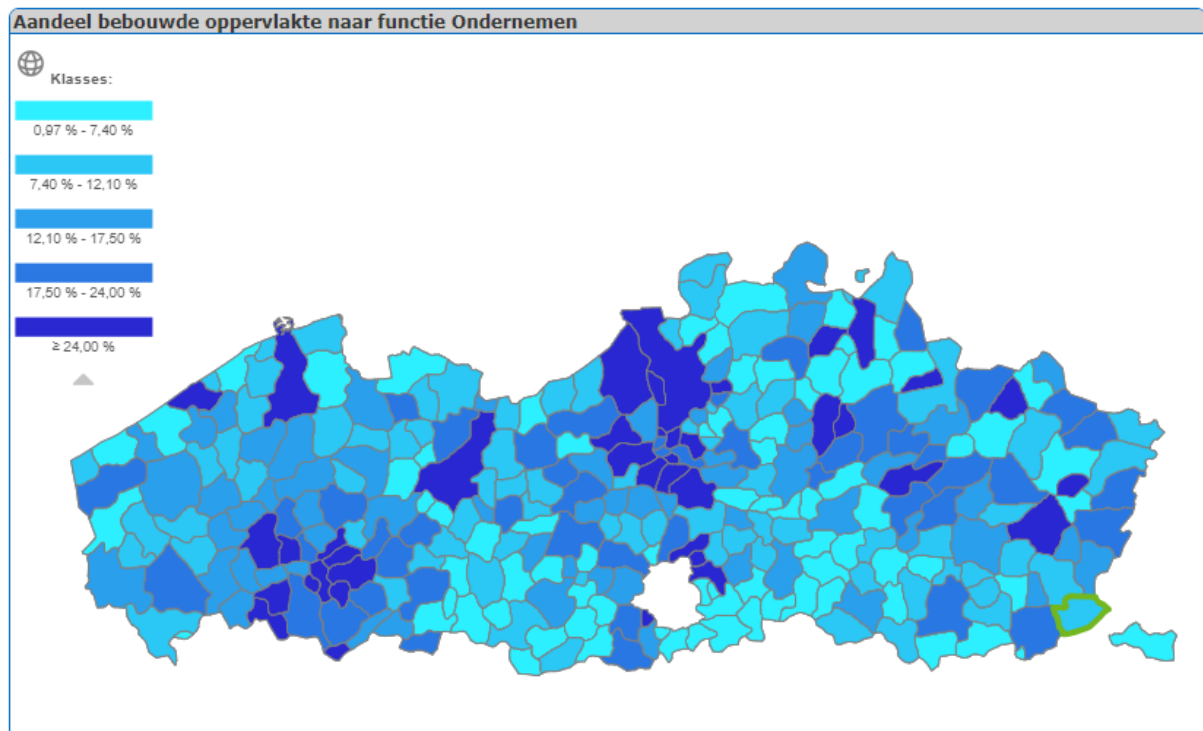 Aandeel bebouwde oppervlakte naar functie Ondernemen
Klasses:
0,97 % - 7,40 %
7,40 % - 12,10 %
12,10 % - 17,50 %
17,50 % - 24,00 %
≥ 24,00 %